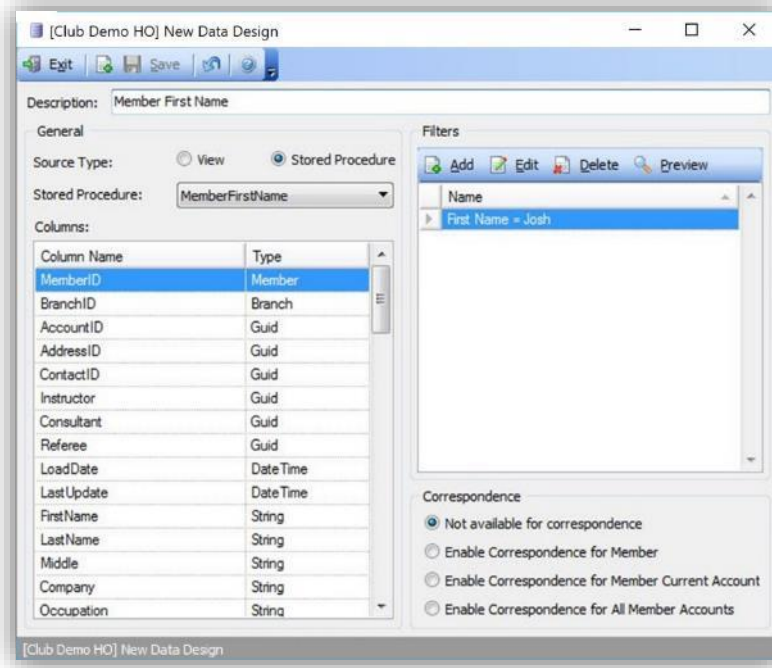 [Club Demo HO] New Data Design
Exit Save
Description: Member First Name
General
Source Type: View Stored Procedure
Stored Procedure: MemberFirstName
Columns:
Column Name Type
MemberID Member
BranchID Branch
AccountID Guid
AddressID Guid
ContactID Guid
Instructor Guid
Consultant Guid
Referee Guid
LoadDate DateTime
LastUpdate DateTime
FirstName String
LastName String
Middle String
Company String
Occupation String
Filters
Add Edit Delete Preview
Name
First Name = Josh
Correspondence
Not available for correspondence
Enable Correspondence for Member
Enable Correspondence for Member Current Account
Enable Correspondence for All Member Accounts
[Club Demo HO] New Data Design